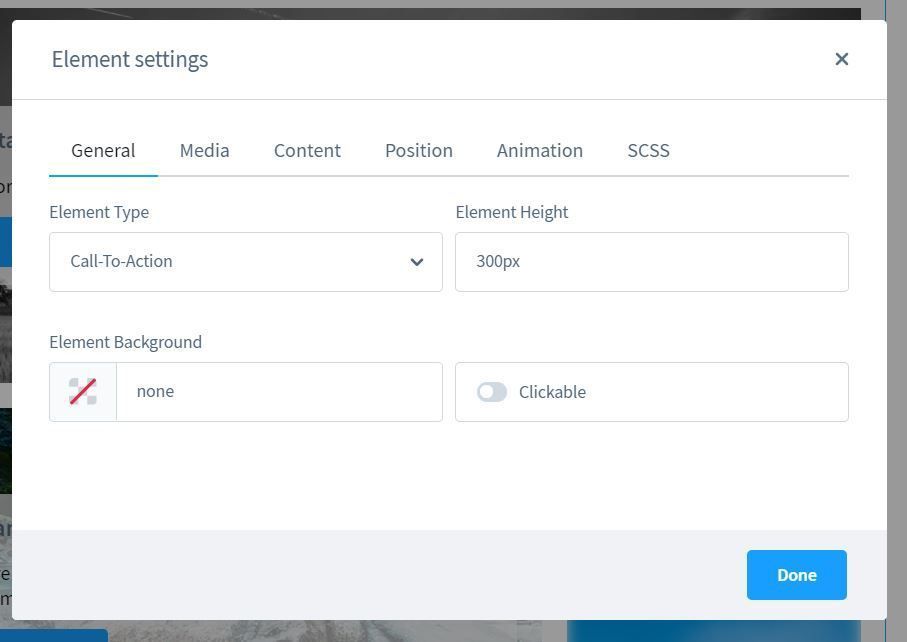 Element settings
General Media Content Position Animation SCSS
Element Type Element Height
Call-To-Action 300px
Element Background
none Clickable
Done